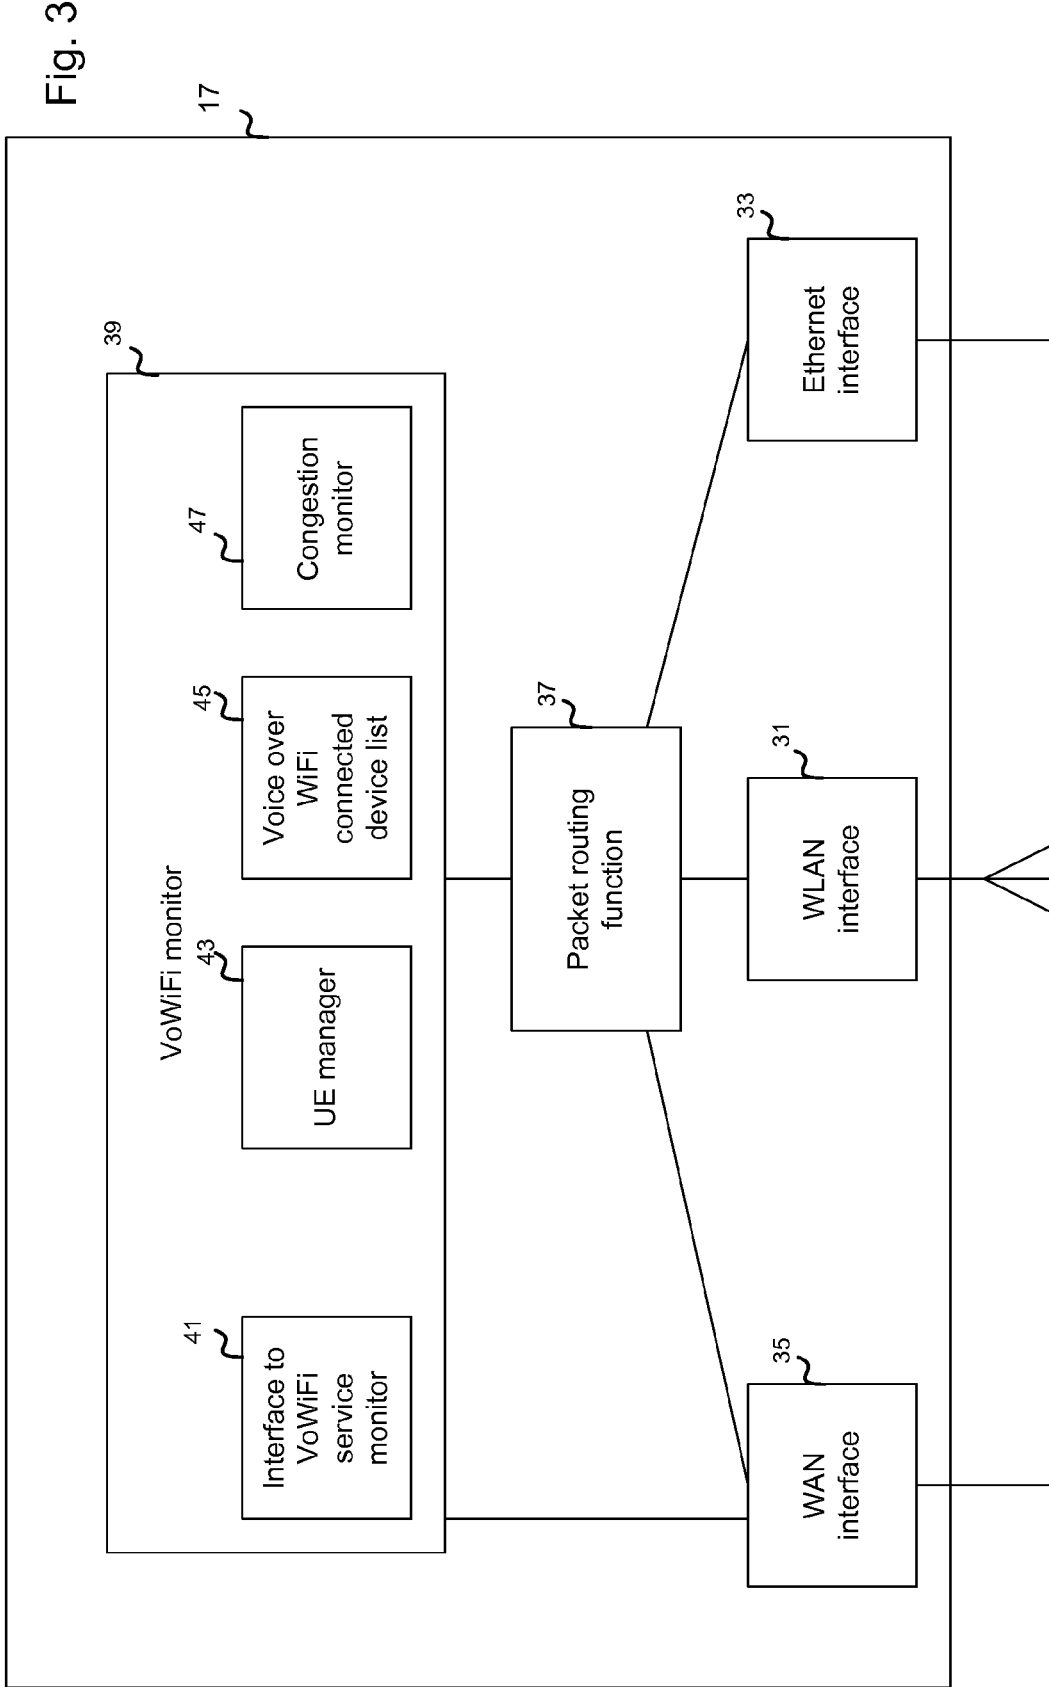 Fig. 3
17
39
VoWiFi monitor
41
Interface to
VoWiFi
service
monitor
43
UE manager
45
Voice over
WiFi
connected
device list
47
Congestion
monitor
37
Packet routing
function
35
WAN
interface
31
WLAN
interface
33
Ethernet
interface